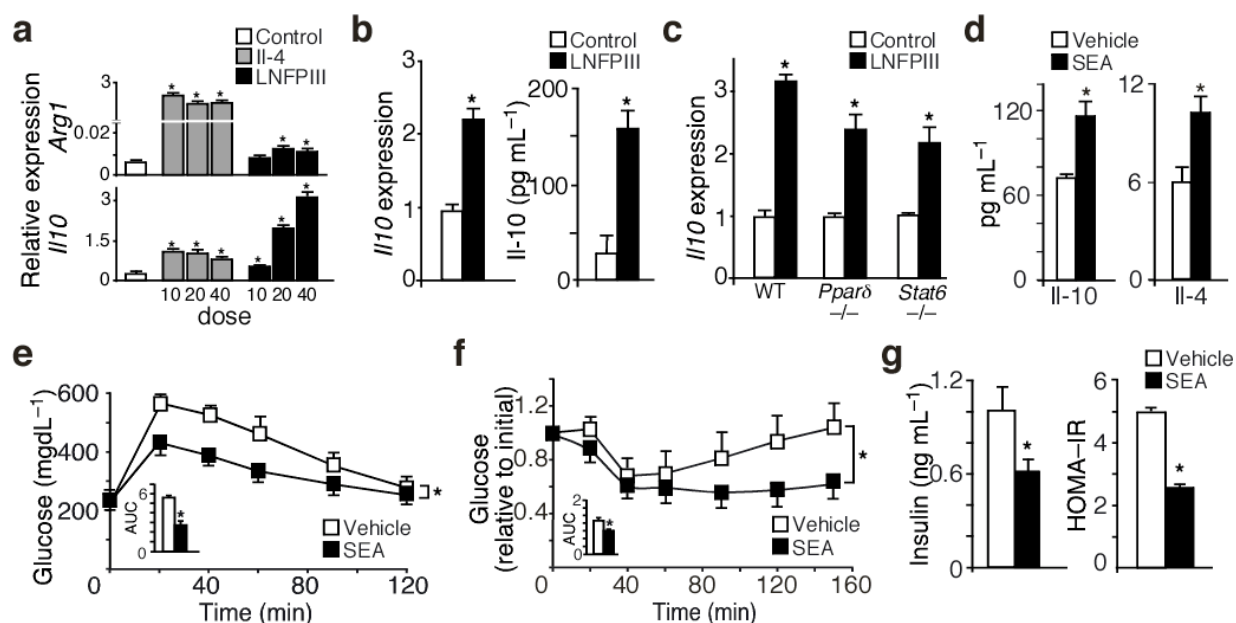 a
Control
Il-4
LNFPIII
Relative expression
Arg1
Il10
3
0.02
0
3
1.5
0
* * *
* *
* * *
* * *
10 20 40 10 20 40
dose
b
Control
LNFPIII
Il10 expression
3
2
1
0
*
Il-10 (pg mL–1)
200
100
0
*
c
Control
LNFPIII
Il10 expression
3
2
1
0
* * *
WT Pparδ –/– Stat6 –/–
d
Vehicle
SEA
pg mL–1
120
60
0
*
Il-10
12
6
0
*
Il-4
e
Glucose (mgdL–1)
600
400
200
0 40 80 120
Time (min)
*
AUC
6
3
0
*
Vehicle
SEA
f
Glucose
(relative to initial)
1.2
0.8
0.4
0 20 40 60 80 100 120 140 160
Time (min)
*
AUC
2
0
*
Vehicle
SEA
g
Vehicle
SEA
Insulin (ng mL–1)
1.2
0.6
0
*
HOMA–IR
6
4
2
0
*